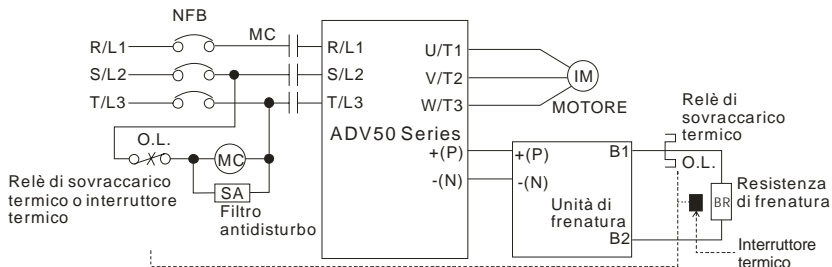 NFB
R/L1
MC
R/L1
U/T1
S/L2
S/L2
V/T2
IM
T/L3
T/L3
W/T3
MOTORE
Relè di
sovraccarico
termico
ADV50 Series
O.L.
MC
SA
Filtro
antidisturbo
Relè di sovraccarico
termico o interruttore
termico
+(P)
+(P)
B1
O.L.
-(N)
-(N)
Unità di
frenatura
B2
BR
Resistenza
di frenatura
Interruttore
termico